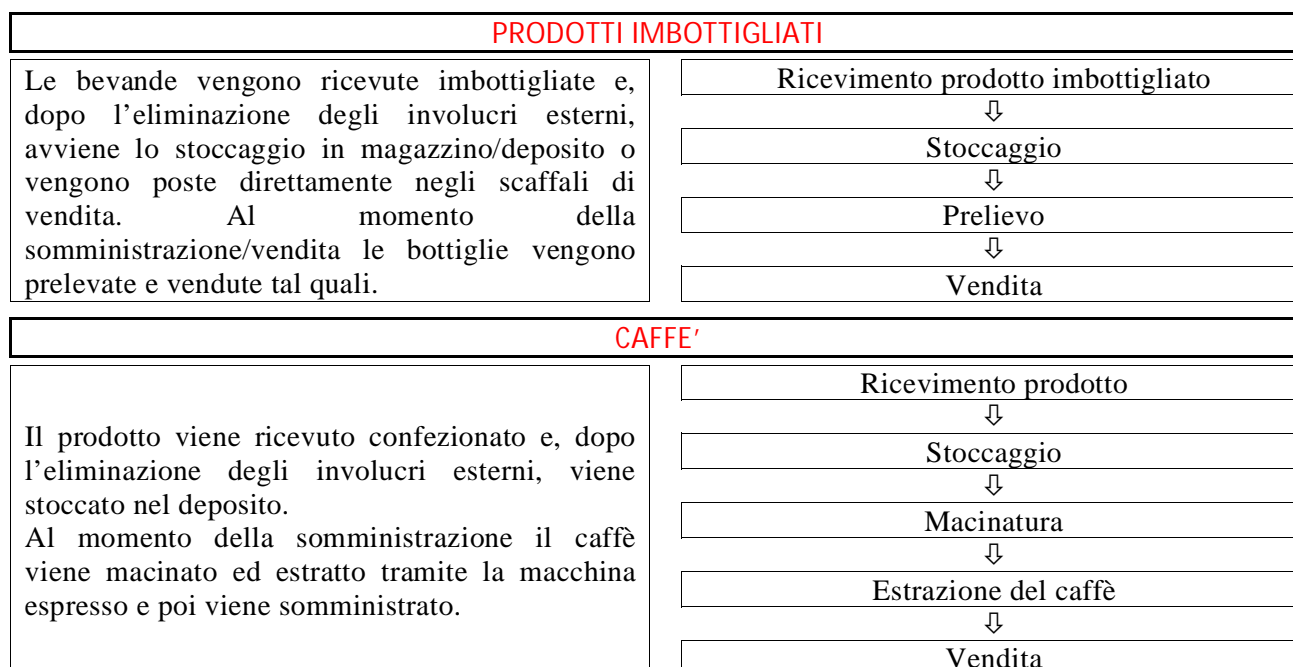 PRODOTTI IMBOTTIGLIATI
Le bevande vengono ricevute imbottigliate e,
dopo l'eliminazione degli involucri esterni,
avviene lo stoccaggio in magazzino/deposito o
vengono poste direttamente negli scaffali di
vendita. Al momento della
somministrazione/vendita le bottiglie vengono
prelevate e vendute tal quali.
Ricevimento prodotto imbottigliato
⇩
Stoccaggio
⇩
Prelievo
⇩
Vendita
CAFFE'
Il prodotto viene ricevuto confezionato e, dopo
l'eliminazione degli involucri esterni, viene
stoccato nel deposito.
Al momento della somministrazione il caffè
viene macinato ed estratto tramite la macchina
espresso e poi viene somministrato.
Ricevimento prodotto
⇩
Stoccaggio
⇩
Macinatura
⇩
Estrazione del caffè
⇩
Vendita